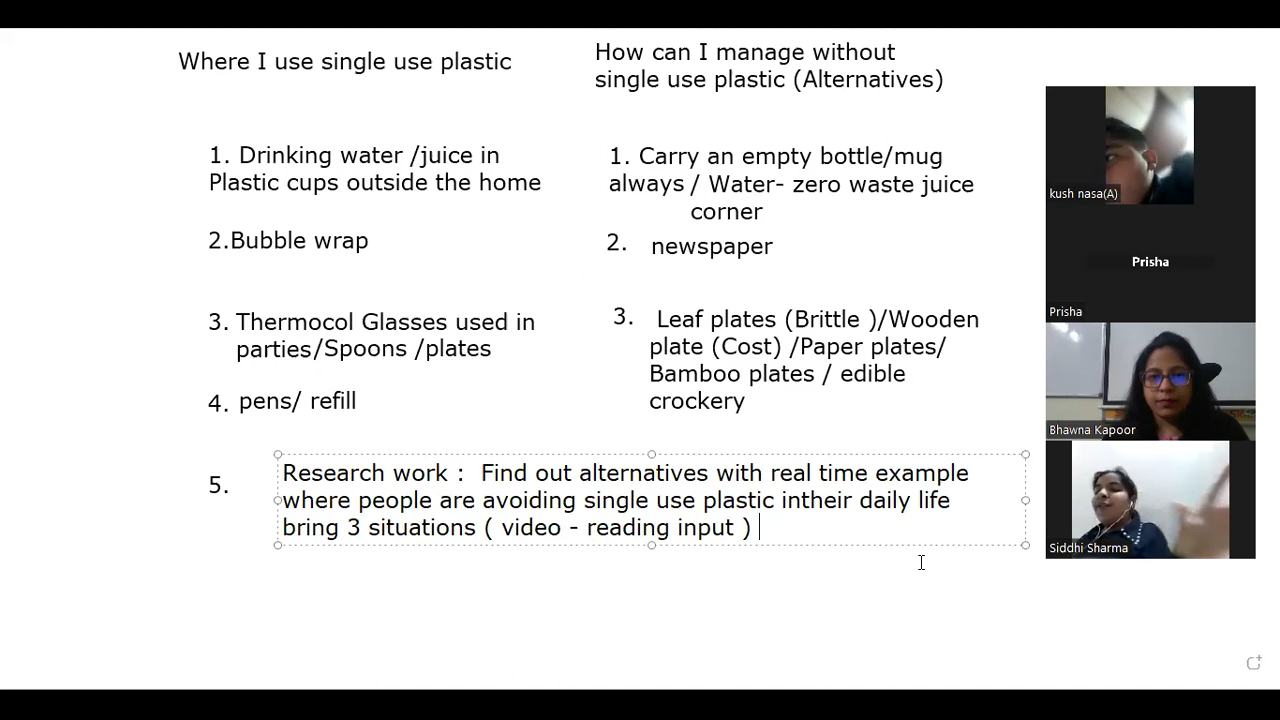 Where I use single use plastic
How can I manage without
single use plastic (Alternatives)
1. Drinking water /juice in
Plastic cups outside the home
1. Carry an empty bottle/mug
always / Water- zero waste juice
corner
2.Bubble wrap
2. newspaper
3. Thermocol Glasses used in
parties/Spoons /plates
3. Leaf plates (Brittle )/Wooden
plate (Cost) /Paper plates/
Bamboo plates / edible
crockery
4. pens/ refill
5. Research work : Find out alternatives with real time example
where people are avoiding single use plastic intheir daily life
bring 3 situations ( video - reading input )
kush nasa(A)
Prisha
Prisha
Bhawna Kapoor
Siddhi Sharma